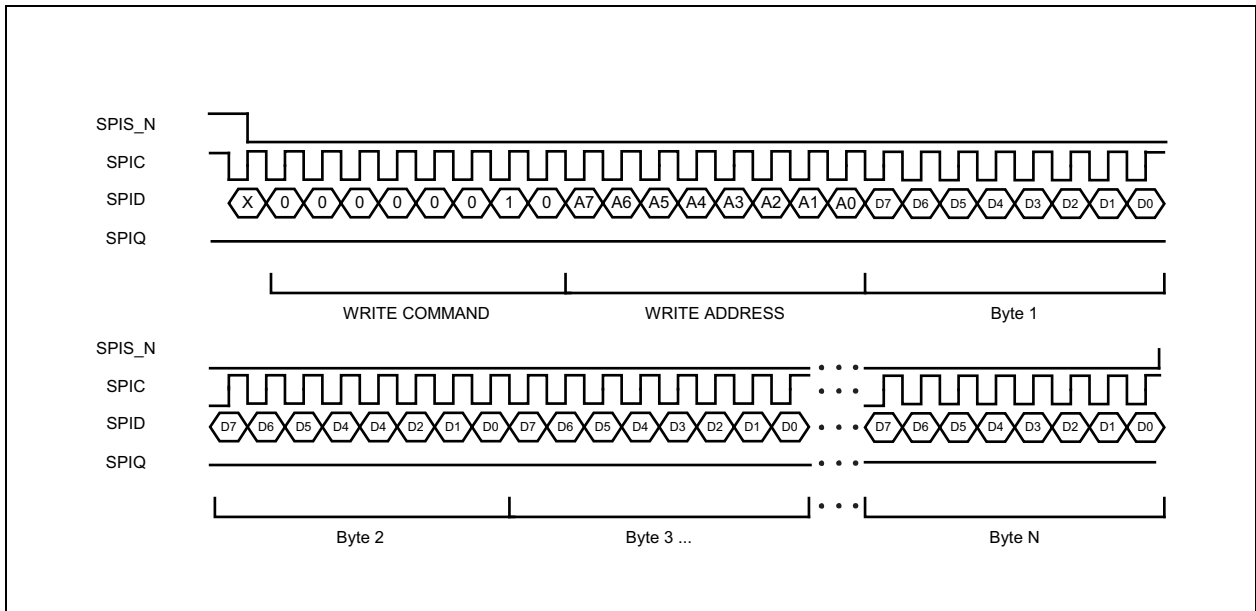 SPIS_N
SPIC
SPID X 0 0 0 0 0 0 1 0 A7 A6 A5 A4 A3 A2 A1 A0 D7 D6 D5 D4 D3 D2 D1 D0
SPIQ
WRITE COMMAND WRITE ADDRESS Byte 1
SPIS_N
SPIC
SPID D7 D6 D5 D4 D4 D2 D1 D0 D7 D6 D5 D4 D3 D2 D1 D0 D7 D6 D5 D4 D3 D2 D1 D0
SPIQ
Byte 2 Byte 3 ... Byte N